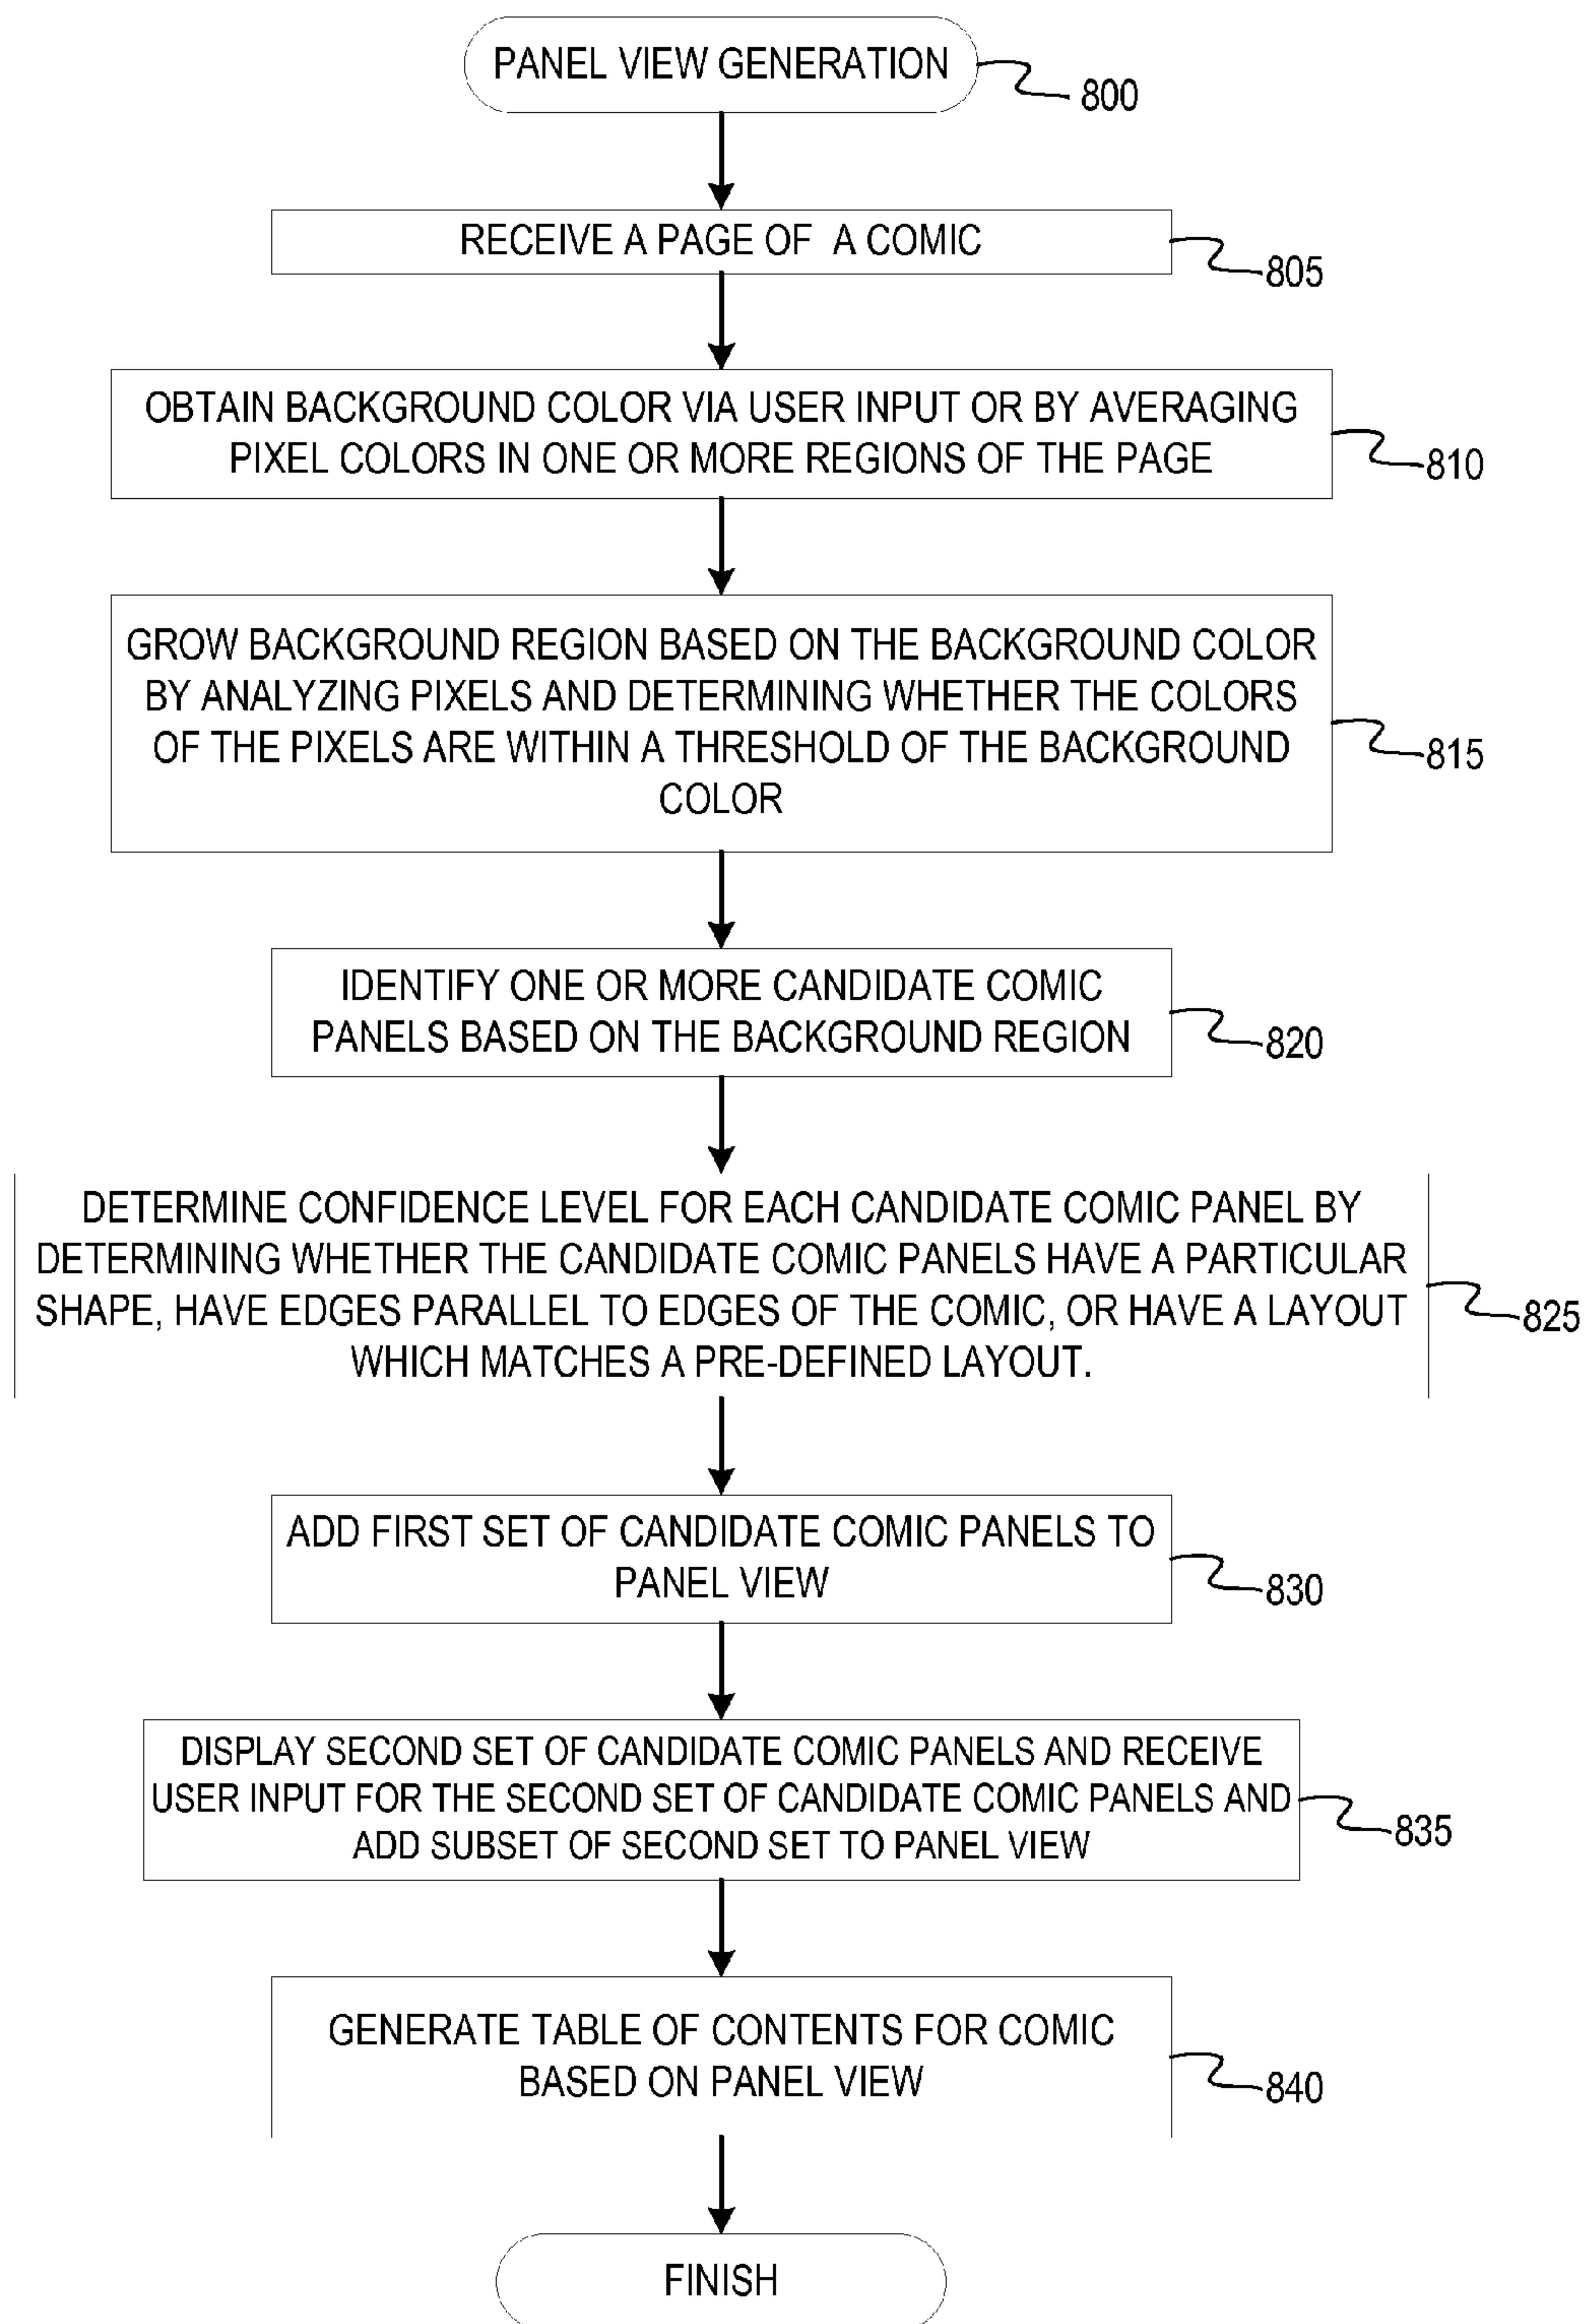 PANEL VIEW GENERATION
800
RECEIVE A PAGE OF A COMIC
805
OBTAIN BACKGROUND COLOR VIA USER INPUT OR BY AVERAGING
PIXEL COLORS IN ONE OR MORE REGIONS OF THE PAGE
810
GROW BACKGROUND REGION BASED ON THE BACKGROUND COLOR
BY ANALYZING PIXELS AND DETERMINING WHETHER THE COLORS
OF THE PIXELS ARE WITHIN A THRESHOLD OF THE BACKGROUND
COLOR
815
IDENTIFY ONE OR MORE CANDIDATE COMIC
PANELS BASED ON THE BACKGROUND REGION
820
DETERMINE CONFIDENCE LEVEL FOR EACH CANDIDATE COMIC PANEL BY
DETERMINING WHETHER THE CANDIDATE COMIC PANELS HAVE A PARTICULAR
SHAPE, HAVE EDGES PARALLEL TO EDGES OF THE COMIC, OR HAVE A LAYOUT
WHICH MATCHES A PRE-DEFINED LAYOUT.
825
ADD FIRST SET OF CANDIDATE COMIC PANELS TO
PANEL VIEW
830
DISPLAY SECOND SET OF CANDIDATE COMIC PANELS AND RECEIVE
USER INPUT FOR THE SECOND SET OF CANDIDATE COMIC PANELS AND
ADD SUBSET OF SECOND SET TO PANEL VIEW
835
GENERATE TABLE OF CONTENTS FOR COMIC
BASED ON PANEL VIEW
840
FINISH